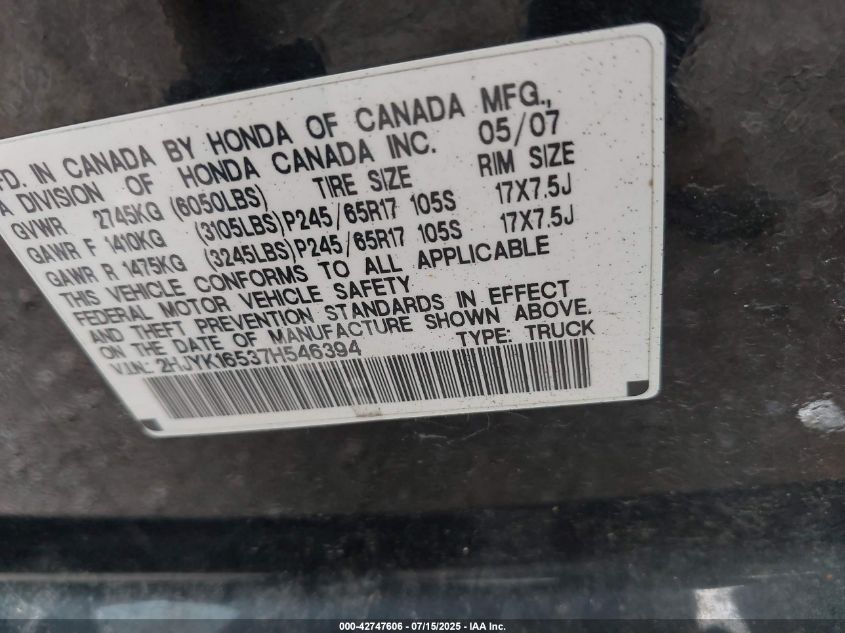 FD. IN CANADA BY HONDA OF CANADA MFG.,
A DIVISION OF HONDA CANADA INC. 05/07
GVWR 2745KG (6050LBS) TIRE SIZE RIM SIZE
GAWR F 1410KG (3105LBS)P245/65R17 105S 17X7.5J
GAWR R 1475KG (3245LBS)P245/65R17 105S 17X7.5J
THIS VEHICLE CONFORMS TO ALL APPLICABLE
FEDERAL MOTOR VEHICLE SAFETY
AND THEFT PREVENTION STANDARDS IN EFFECT
ON THE DATE OF MANUFACTURE SHOWN ABOVE.
V.I.N: 2HJYK16537H546394 TYPE: TRUCK
000-42747606 - 07/15/2025 - IAA Inc.